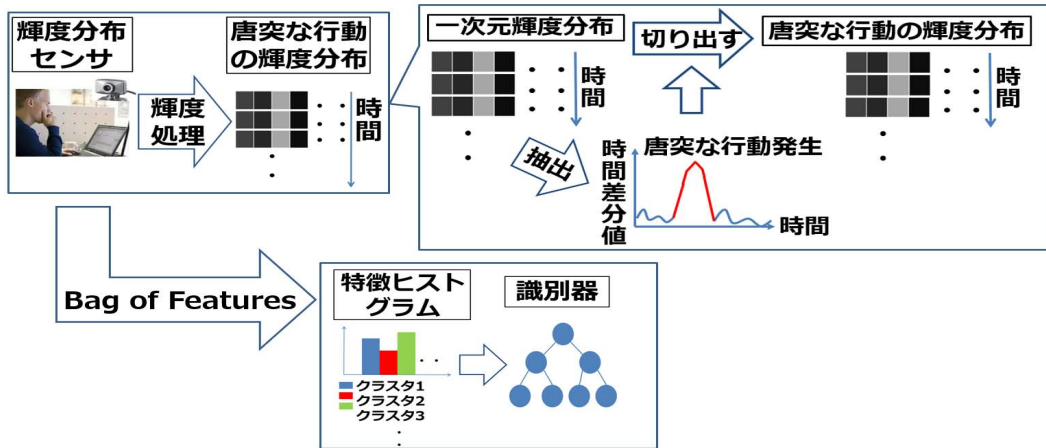 輝度分布
センサ
輝度
処理
唐突な行動
の輝度分布
時間
一次元輝度分布
時間
切り出す
唐突な行動の輝度分布
時間
抽出
唐突な行動発生
時間差分値
時間
Bag of Features
特徴ヒスト
グラム
クラスタ1
クラスタ2
クラスタ3
識別器